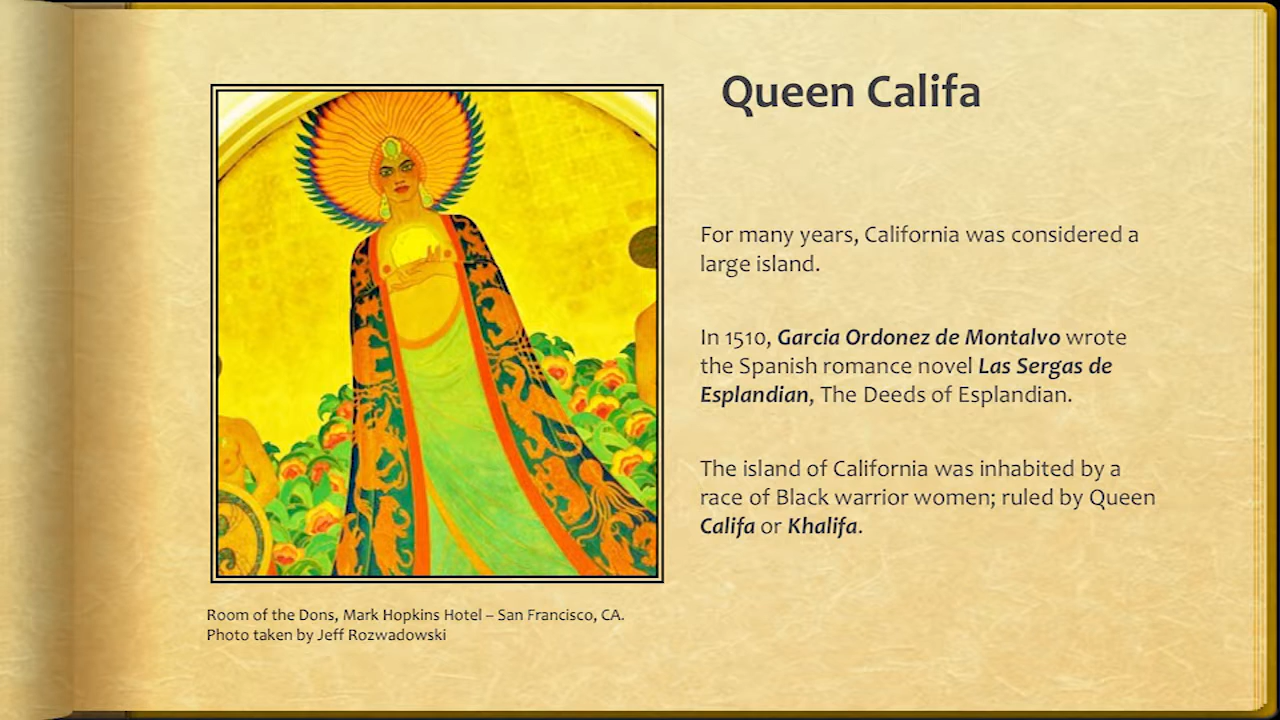 Queen Califa
For many years, California was considered a
large island.
In 1510, Garcia Ordonez de Montalvo wrote
the Spanish romance novel Las Sergas de
Esplandian, The Deeds of Esplandian.
The island of California was inhabited by a
race of Black warrior women; ruled by Queen
Califa or Khalifa.
Room of the Dons, Mark Hopkins Hotel – San Francisco, CA.
Photo taken by Jeff Rozwadowski